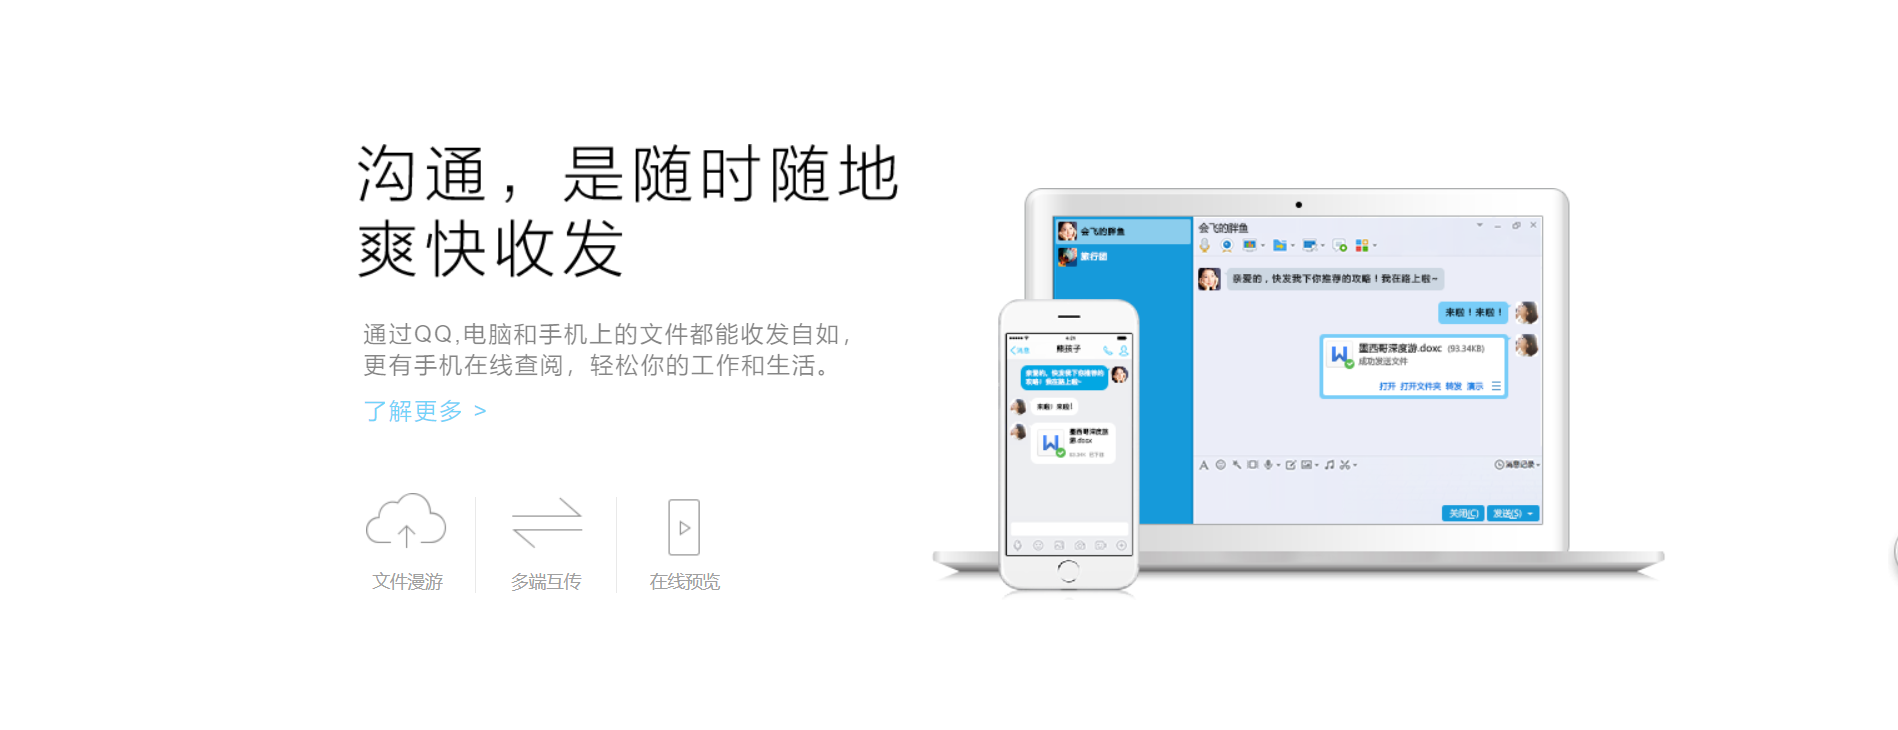 沟通，是随时随地
爽快收发
通过QQ,电脑和手机上的文件都能收发自如，
更有手机在线查阅，轻松你的工作和生活。
了解更多 >
文件漫游
多端互传
在线预览
会飞的胖鱼
旅行团
会飞的胖鱼
亲爱的，快发我下你推荐的攻略！我在路上啦~
来啦！来啦！
墨西哥深度游.doxc (93.34KB)
成功发送文件
打开 打开文件夹 转发 演示
消息记录
关闭(C) 发送(S)
4:21
消息 熊孩子
亲爱的，快发我下你推荐的
攻略！我在路上啦~
来啦！来啦！
墨西哥深度游
游.docx